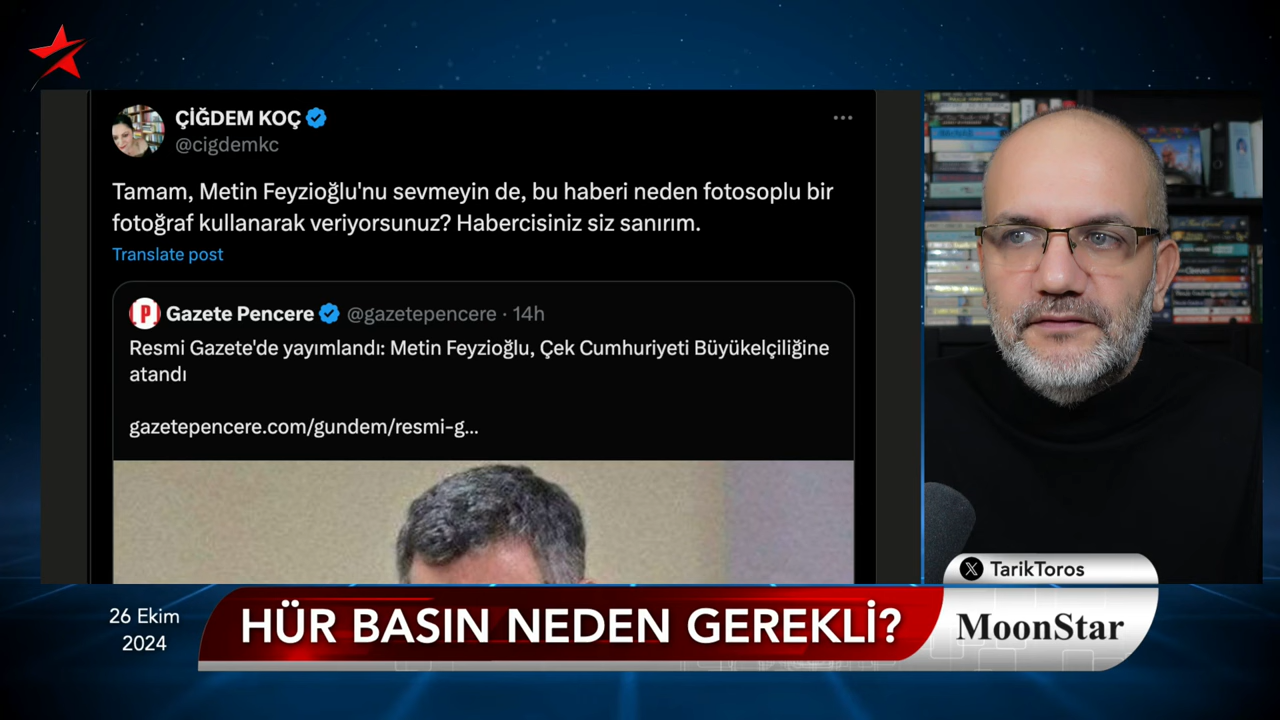 ÇİĞDEM KOÇ
@cigdemkc
Tamam, Metin Feyzioğlu'nu sevmeyin de, bu haberi neden fotosoplu bir
fotoğraf kullanarak veriyorsunuz? Habercisiniz siz sanırım.
Translate post
P
Gazete Pencere @gazetepencere · 14h
Resmi Gazete'de yayımlandı: Metin Feyzioğlu, Çek Cumhuriyeti Büyükelçiliğine
atandı
gazetepencere.com/gundem/resmi-g...
X TarikToros
26 Ekim
2024
HÜR BASIN NEDEN GEREKLİ?
MoonStar